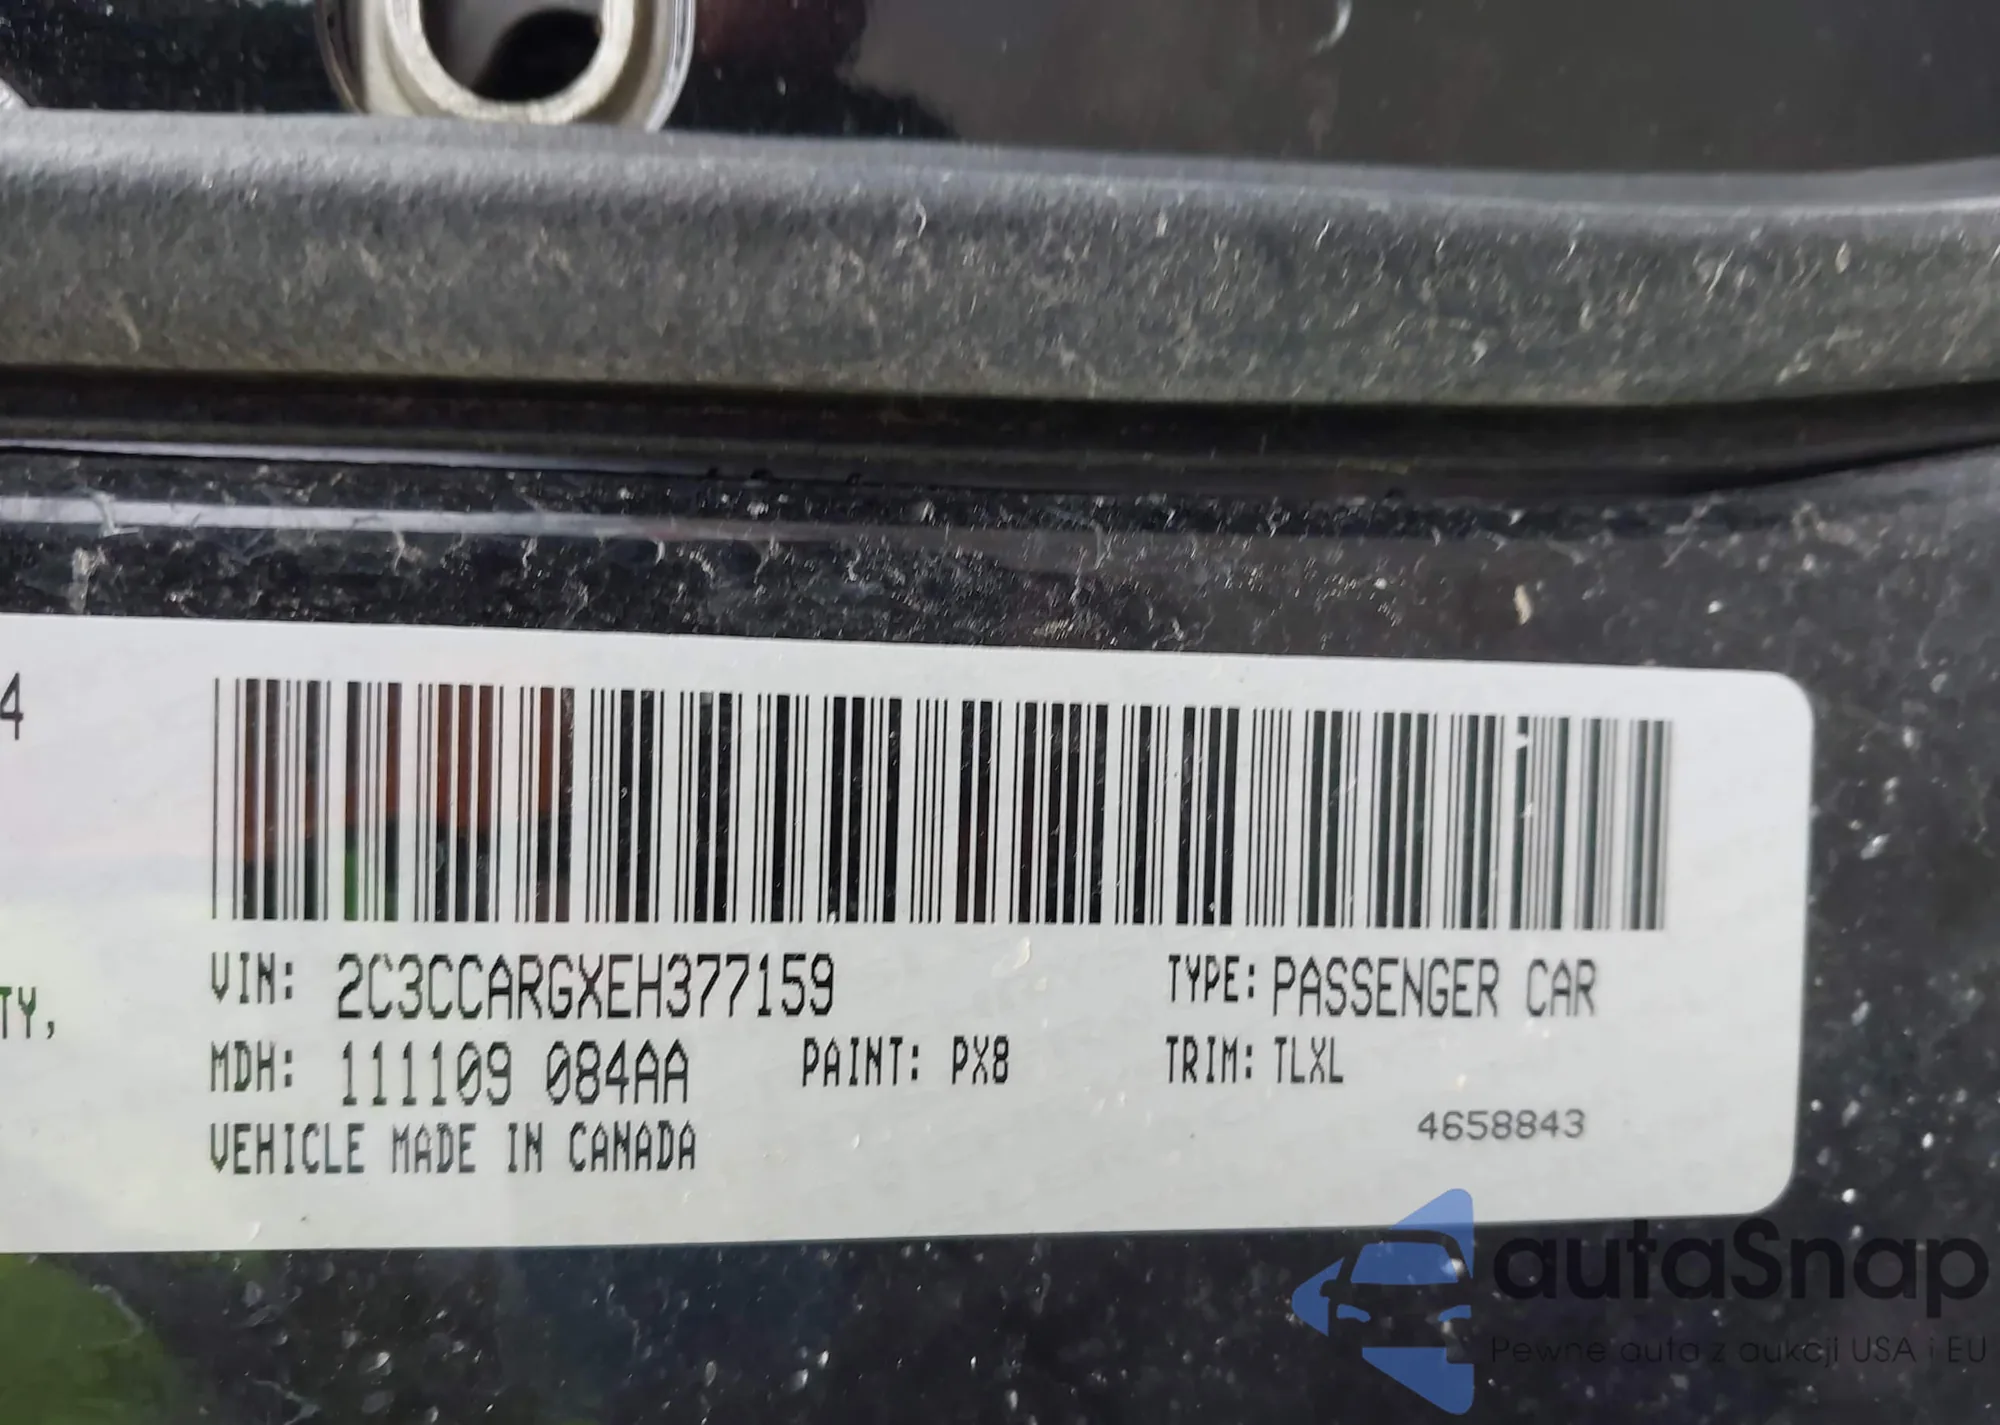 4
TY,
VIN: 2C3CCARGXEH377159
TYPE: PASSENGER CAR
MDH: 111109 084AA
PAINT: PX8
TRIM: TLXL
VEHICLE MADE IN CANADA
4658843
autaSnap
Pewne auta z aukcji USA i EU